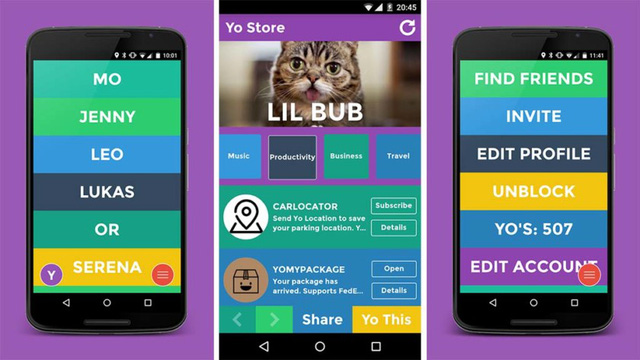 10:01
MO
JENNY
LEO
LUKAS
OR
SERENA
Y
20:45
Yo Store
LIL BUB
Music
Productivity
Business
Travel
CARLOCATOR
Send Yo Location to save
your parking location. Y...
Subscribe
Details
YOMYPACKAGE
Your package has
arrived. Supports FedE...
Open
Details
Share
Yo This
11:41
FIND FRIENDS
INVITE
EDIT PROFILE
UNBLOCK
YO'S: 507
EDIT ACCOUNT